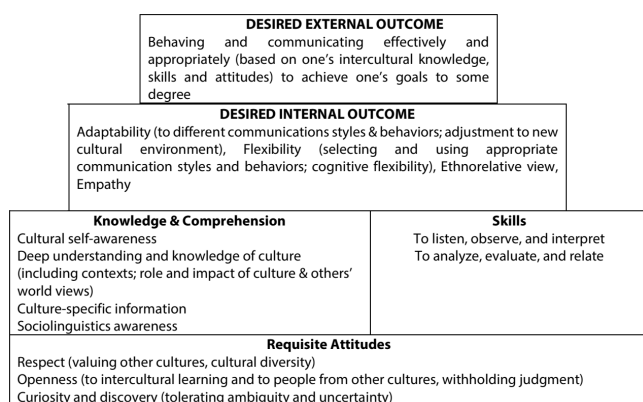 DESIRED EXTERNAL OUTCOME
Behaving and communicating effectively and
appropriately (based on one's intercultural knowledge,
skills and attitudes) to achieve one's goals to some
degree
DESIRED INTERNAL OUTCOME
Adaptability (to different communications styles & behaviors; adjustment to new
cultural environment), Flexibility (selecting and using appropriate
communication styles and behaviors; cognitive flexibility), Ethnorelative view,
Empathy
Knowledge & Comprehension
Cultural self-awareness
Deep understanding and knowledge of culture
(including contexts; role and impact of culture & others'
world views)
Culture-specific information
Sociolinguistics awareness
Skills
To listen, observe, and interpret
To analyze, evaluate, and relate
Requisite Attitudes
Respect (valuing other cultures, cultural diversity)
Openness (to intercultural learning and to people from other cultures, withholding judgment)
Curiosity and discovery (tolerating ambiguity and uncertainty)